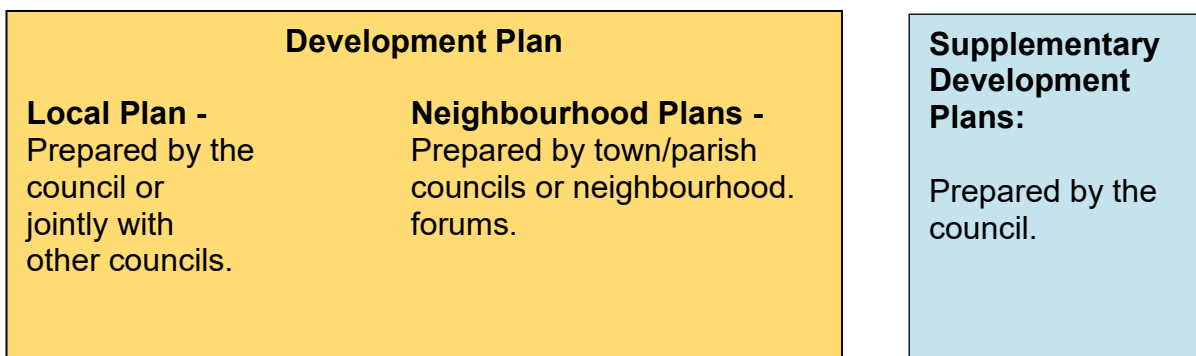 Development Plan
Local Plan -
Prepared by the
council or
jointly with
other councils.
Neighbourhood Plans -
Prepared by town/parish
councils or neighbourhood.
forums.
Supplementary
Development
Plans:
Prepared by the
council.